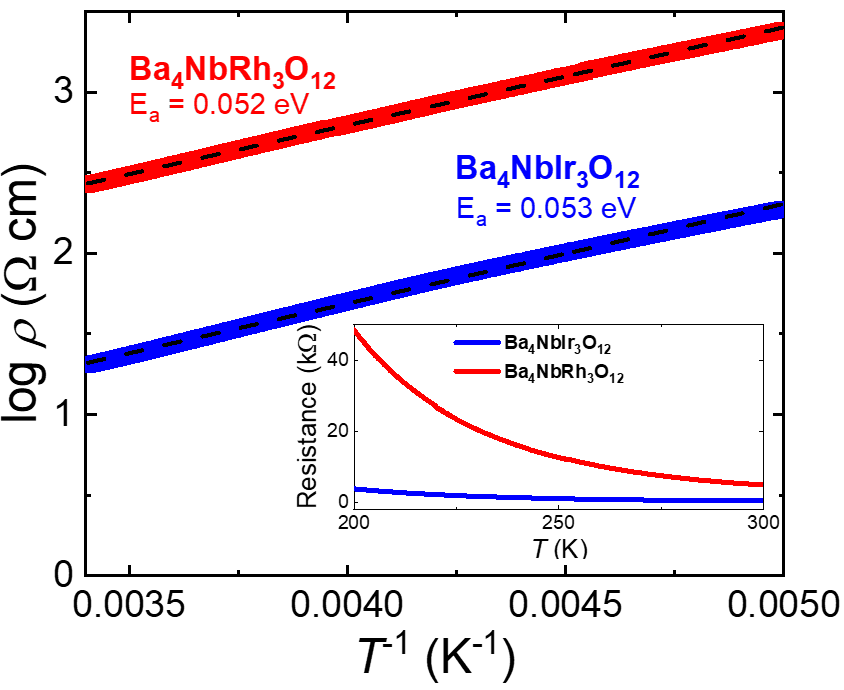 Ba₄NbRh₃O₁₂
Eₐ = 0.052 eV
Ba₄NbIr₃O₁₂
Eₐ = 0.053 eV
log ρ (Ω cm)
3
2
1
0
0.0035 0.0040 0.0045 0.0050
T⁻¹ (K⁻¹)
Resistance (kΩ)
40
20
0
Ba₄NbIr₃O₁₂
Ba₄NbRh₃O₁₂
200 250 300
T (K)